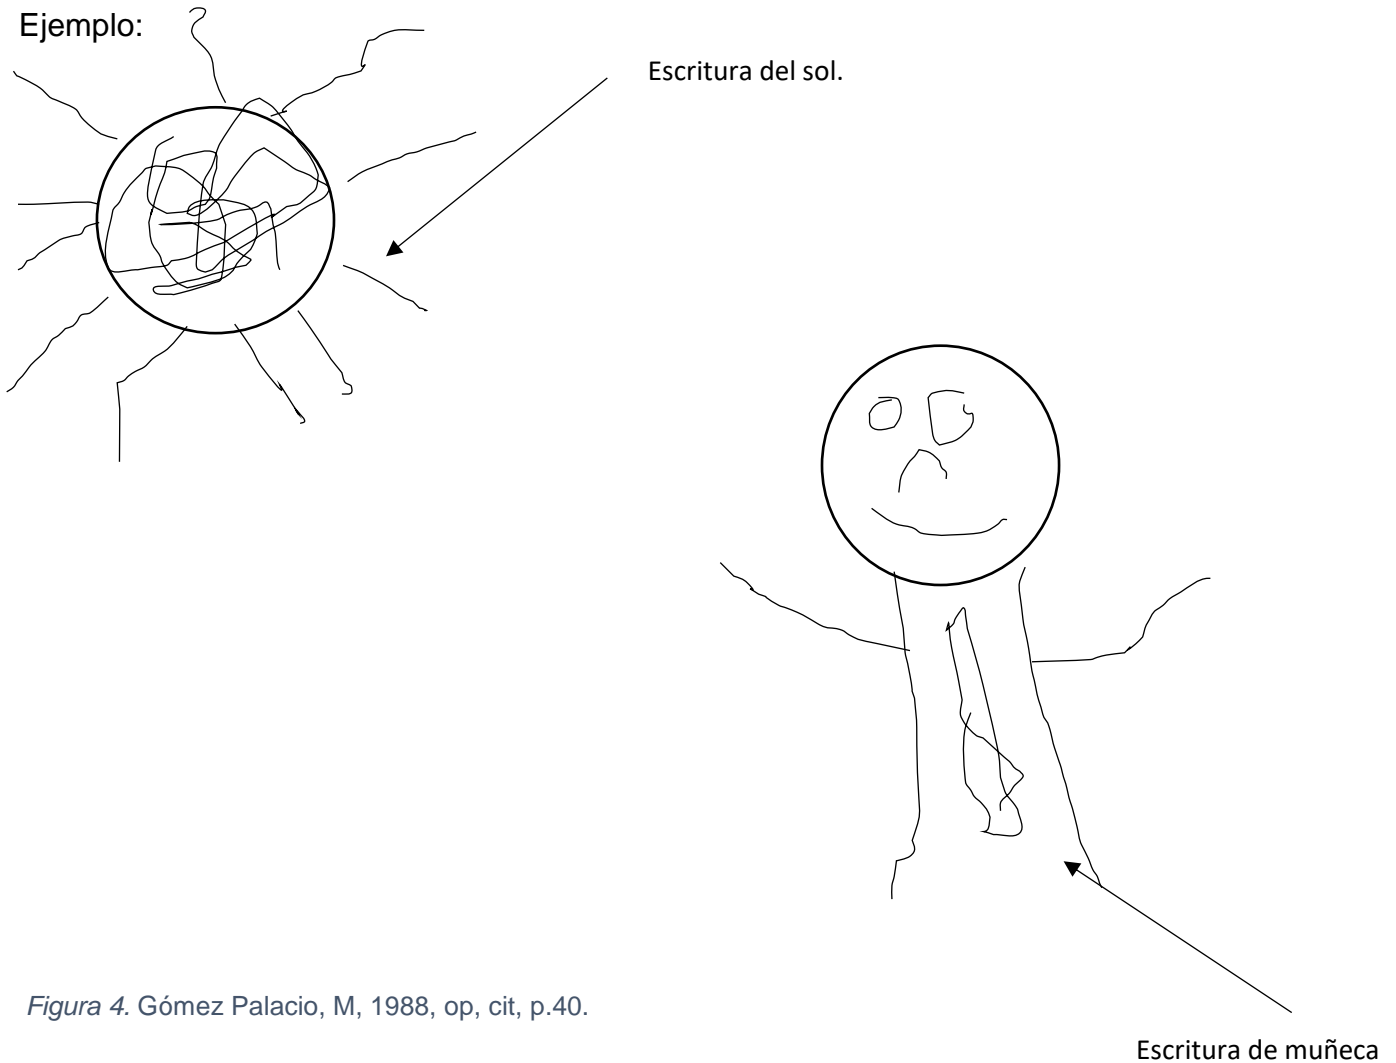 Ejemplo:
Escritura del sol.
Figura 4. Gómez Palacio, M, 1988, op, cit, p.40.
Escritura de muñeca